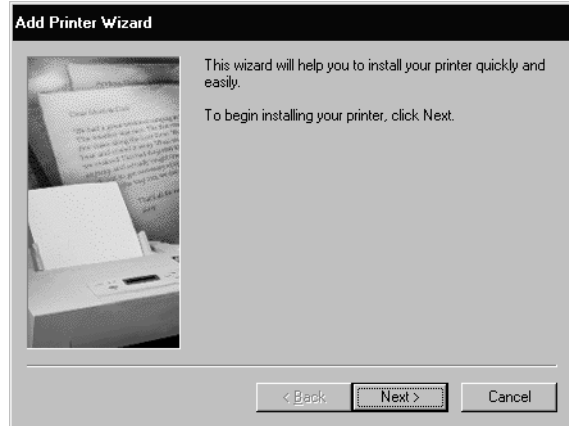 Add Printer Wizard
This wizard will help you to install your printer quickly and
easily.
To begin installing your printer, click Next.
< Back
Next >
Cancel